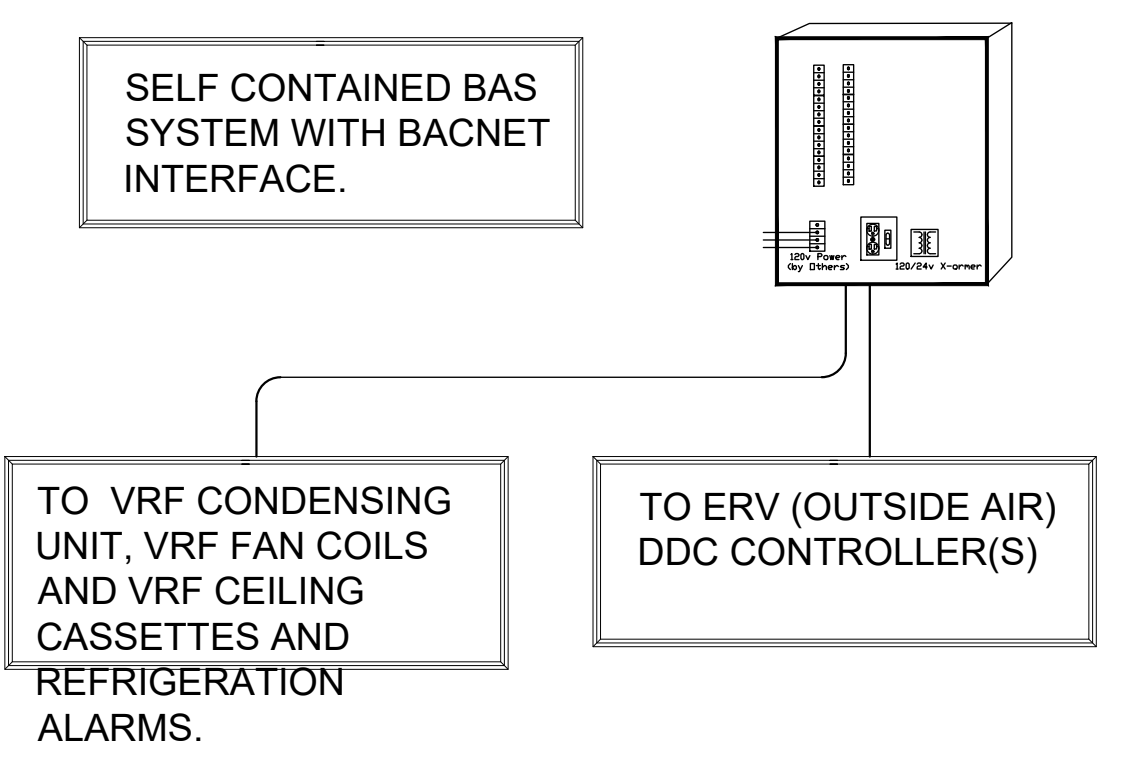 SELF CONTAINED BAS
SYSTEM WITH BACNET
INTERFACE.
120v Power
(by Others)
120/24v X-ormer
TO VRF CONDENSING
UNIT, VRF FAN COILS
AND VRF CEILING
CASSETTES AND
REFRIGERATION
ALARMS.
TO ERV (OUTSIDE AIR)
DDC CONTROLLER(S)